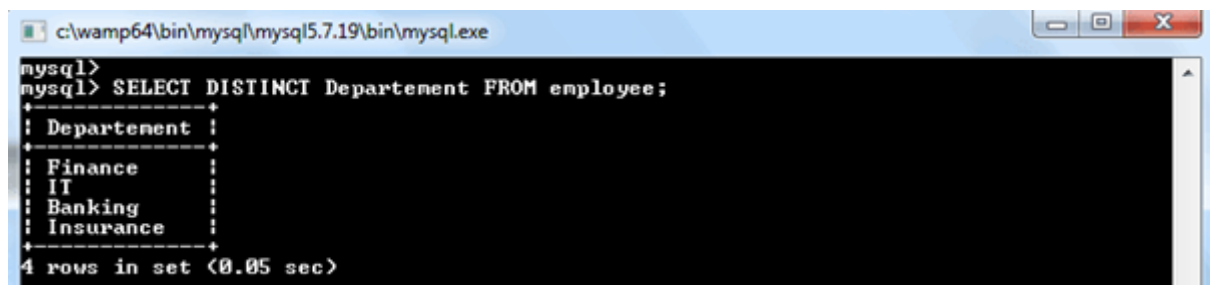 c:\wamp64\bin\mysql\mysql5.7.19\bin\mysql.exe
mysql>
mysql> SELECT DISTINCT Departement FROM employee;
+-------------+
| Departement |
+-------------+
| Finance     |
| IT          |
| Banking     |
| Insurance   |
+-------------+
4 rows in set (0.05 sec)